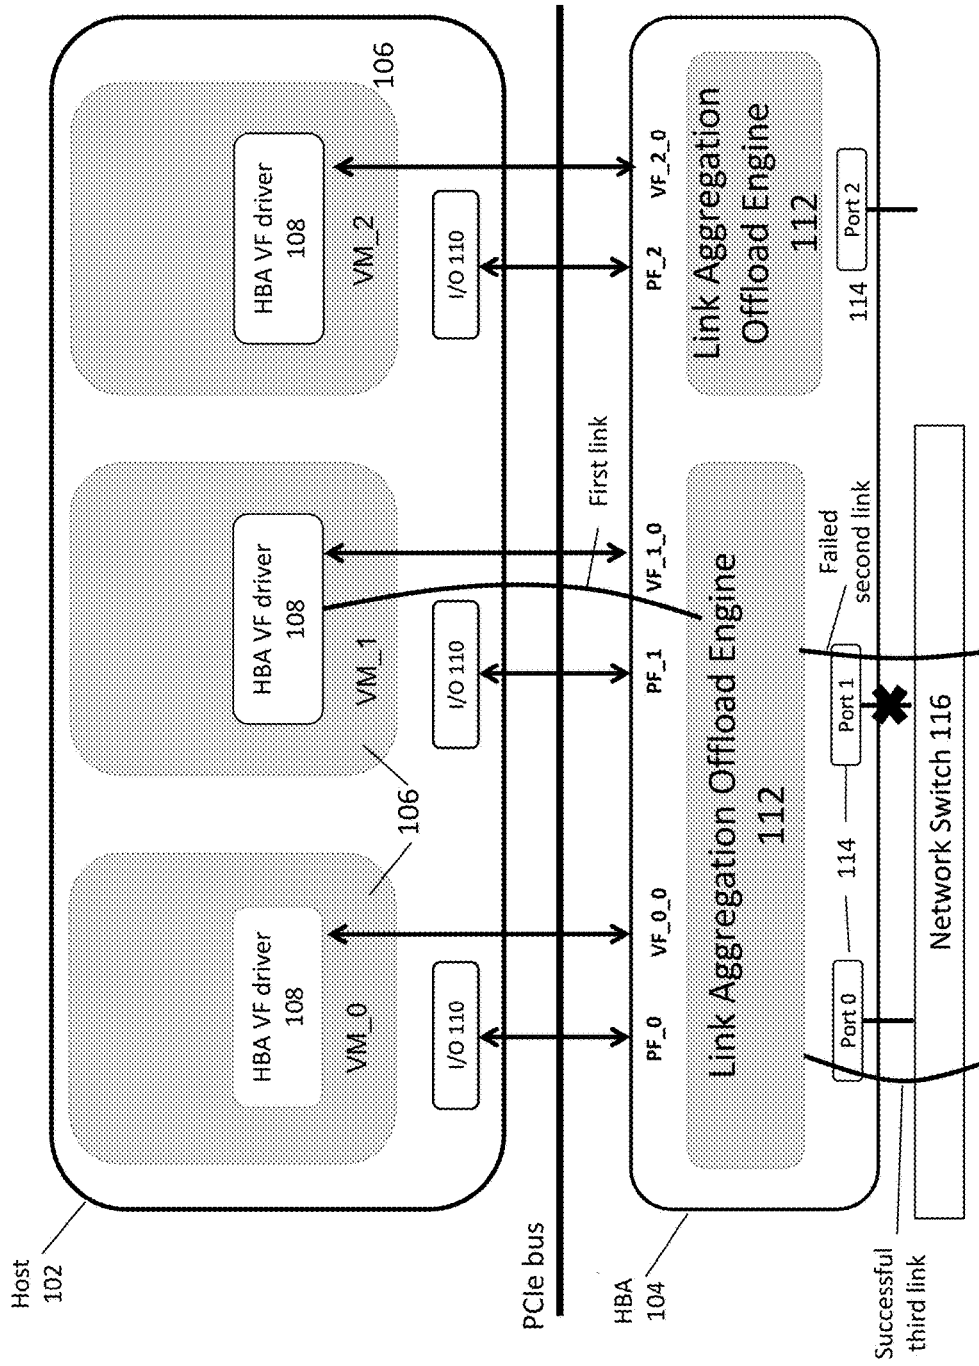 Host
102
HBA VF driver
108
VM_0
HBA VF driver
108
VM_1
HBA VF driver
108
VM_2
106
106
I/O 110
I/O 110
I/O 110
PCIe bus
First link
HBA
104
PF_0
VF_0_0
PF_1
VF_1_0
PF_2
VF_2_0
Link Aggregation Offload Engine
112
Link Aggregation
Offload Engine
112
Port 0
114
Port 1
Failed
second link
114
Port 2
Successful
third link
Network Switch 116